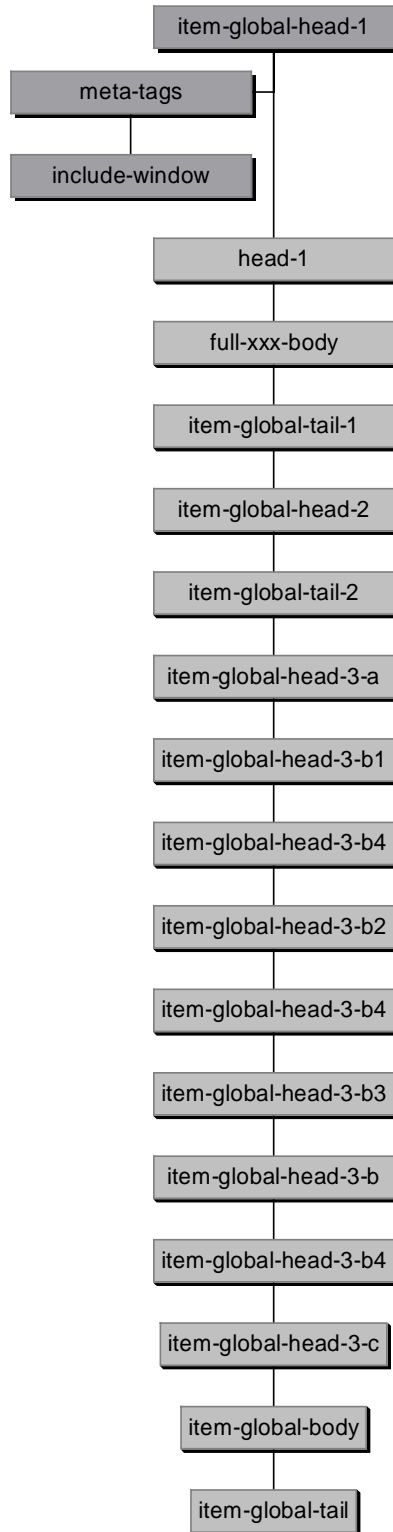 item-global-head-1
meta-tags
include-window
head-1
full-xxx-body
item-global-tail-1
item-global-head-2
item-global-tail-2
item-global-head-3-a
item-global-head-3-b1
item-global-head-3-b4
item-global-head-3-b2
item-global-head-3-b4
item-global-head-3-b3
item-global-head-3-b
item-global-head-3-b4
item-global-head-3-c
item-global-body
item-global-tail